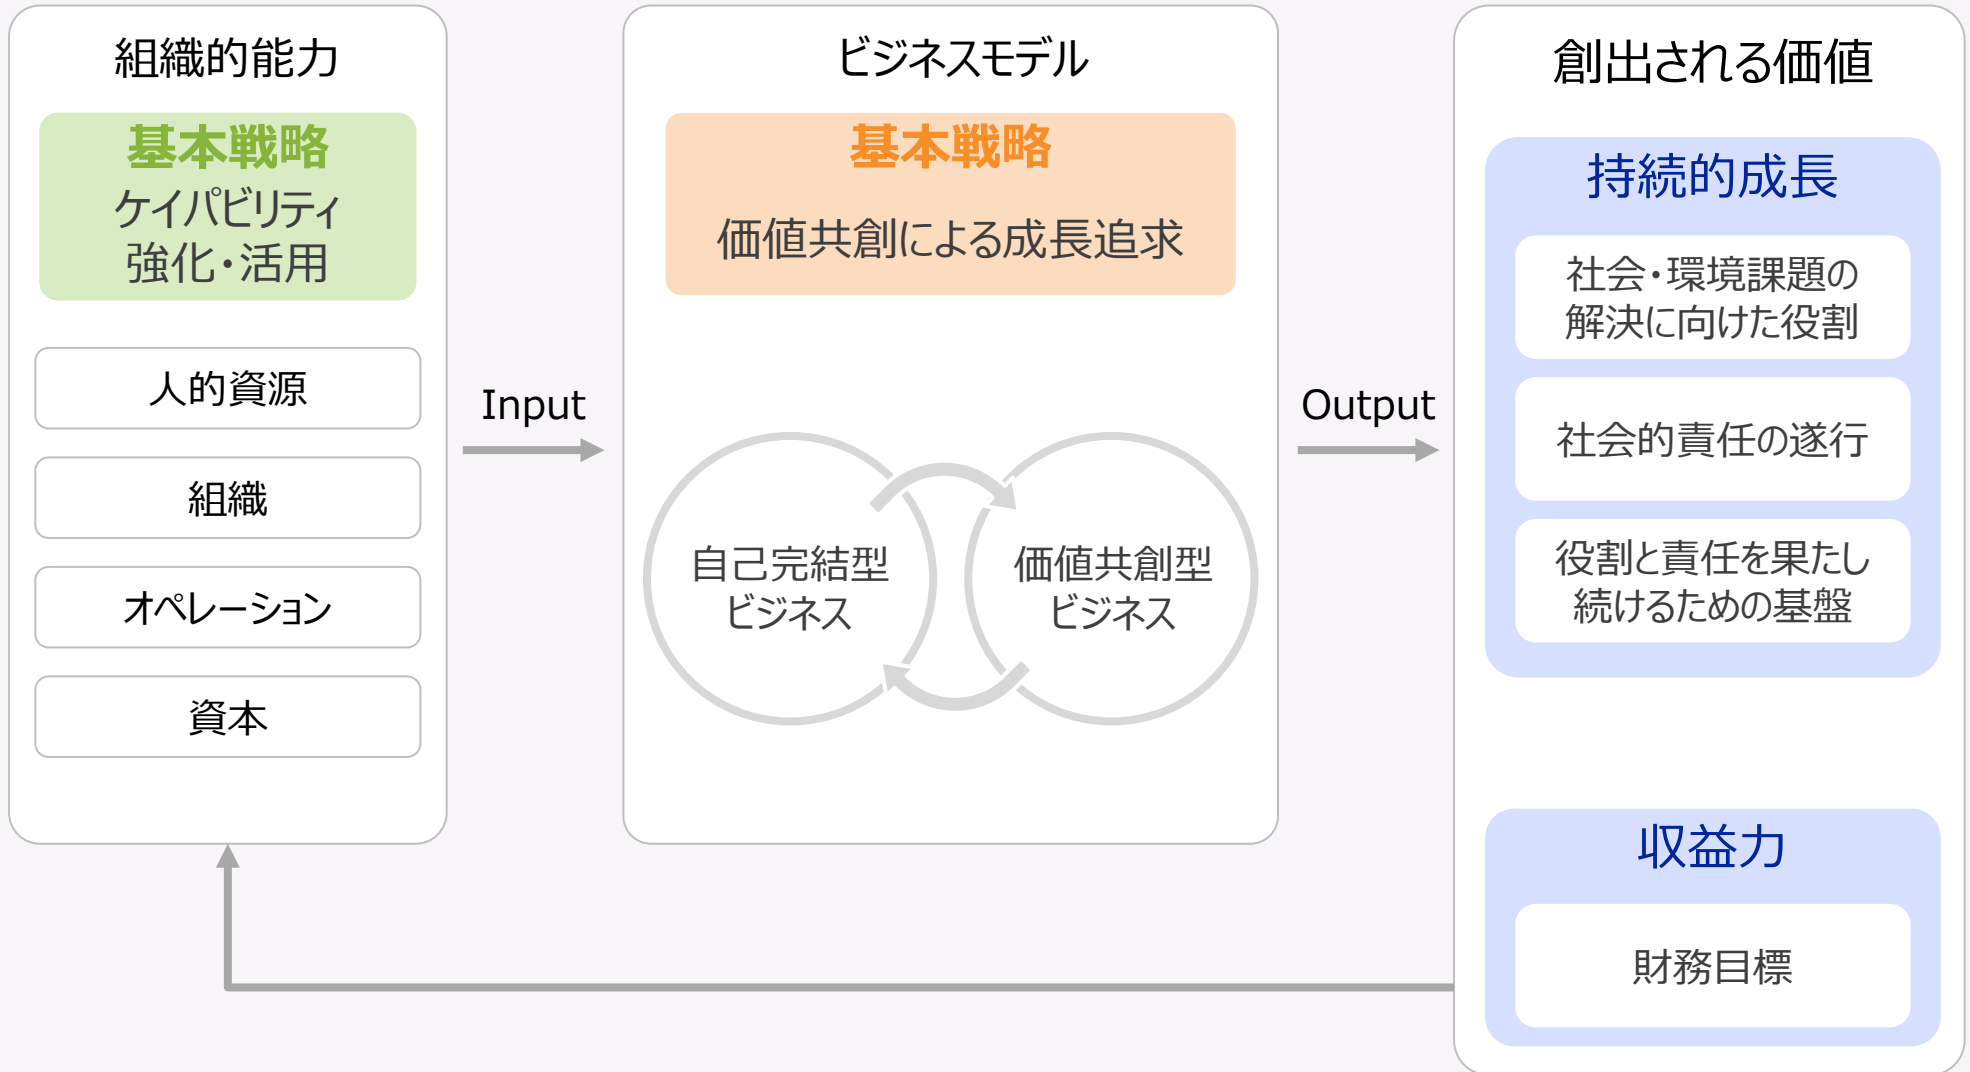 組織的能力
基本戦略
ケイパビリティ
強化・活用
人的資源
組織
オペレーション
資本
Input
ビジネスモデル
基本戦略
価値共創による成長追求
自己完結型
ビジネス
価値共創型
ビジネス
Output
創出される価値
持続的成長
社会・環境課題の
解決に向けた役割
社会的責任の遂行
役割と責任を果たし
続けるための基盤
収益力
財務目標